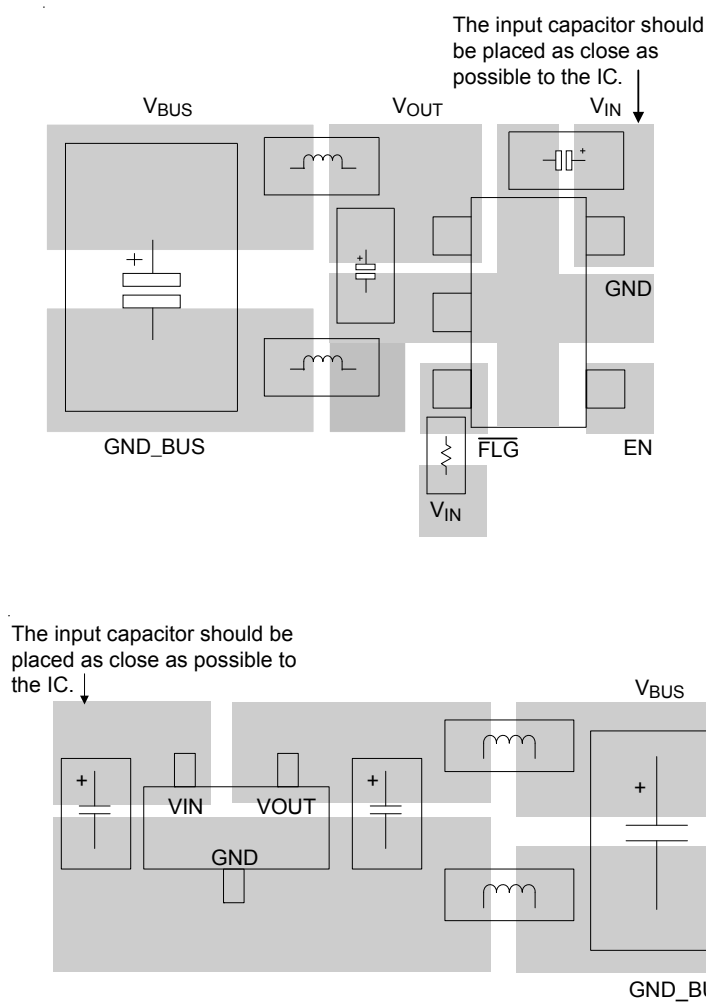 The input capacitor should
be placed as close as
possible to the IC.
VBUS
VOUT
VIN
+
+
+
GND
GND_BUS
FLG
EN
VIN
The input capacitor should be
placed as close as possible to
the IC.
VBUS
+
+
+
VIN
VOUT
GND
GND_BU